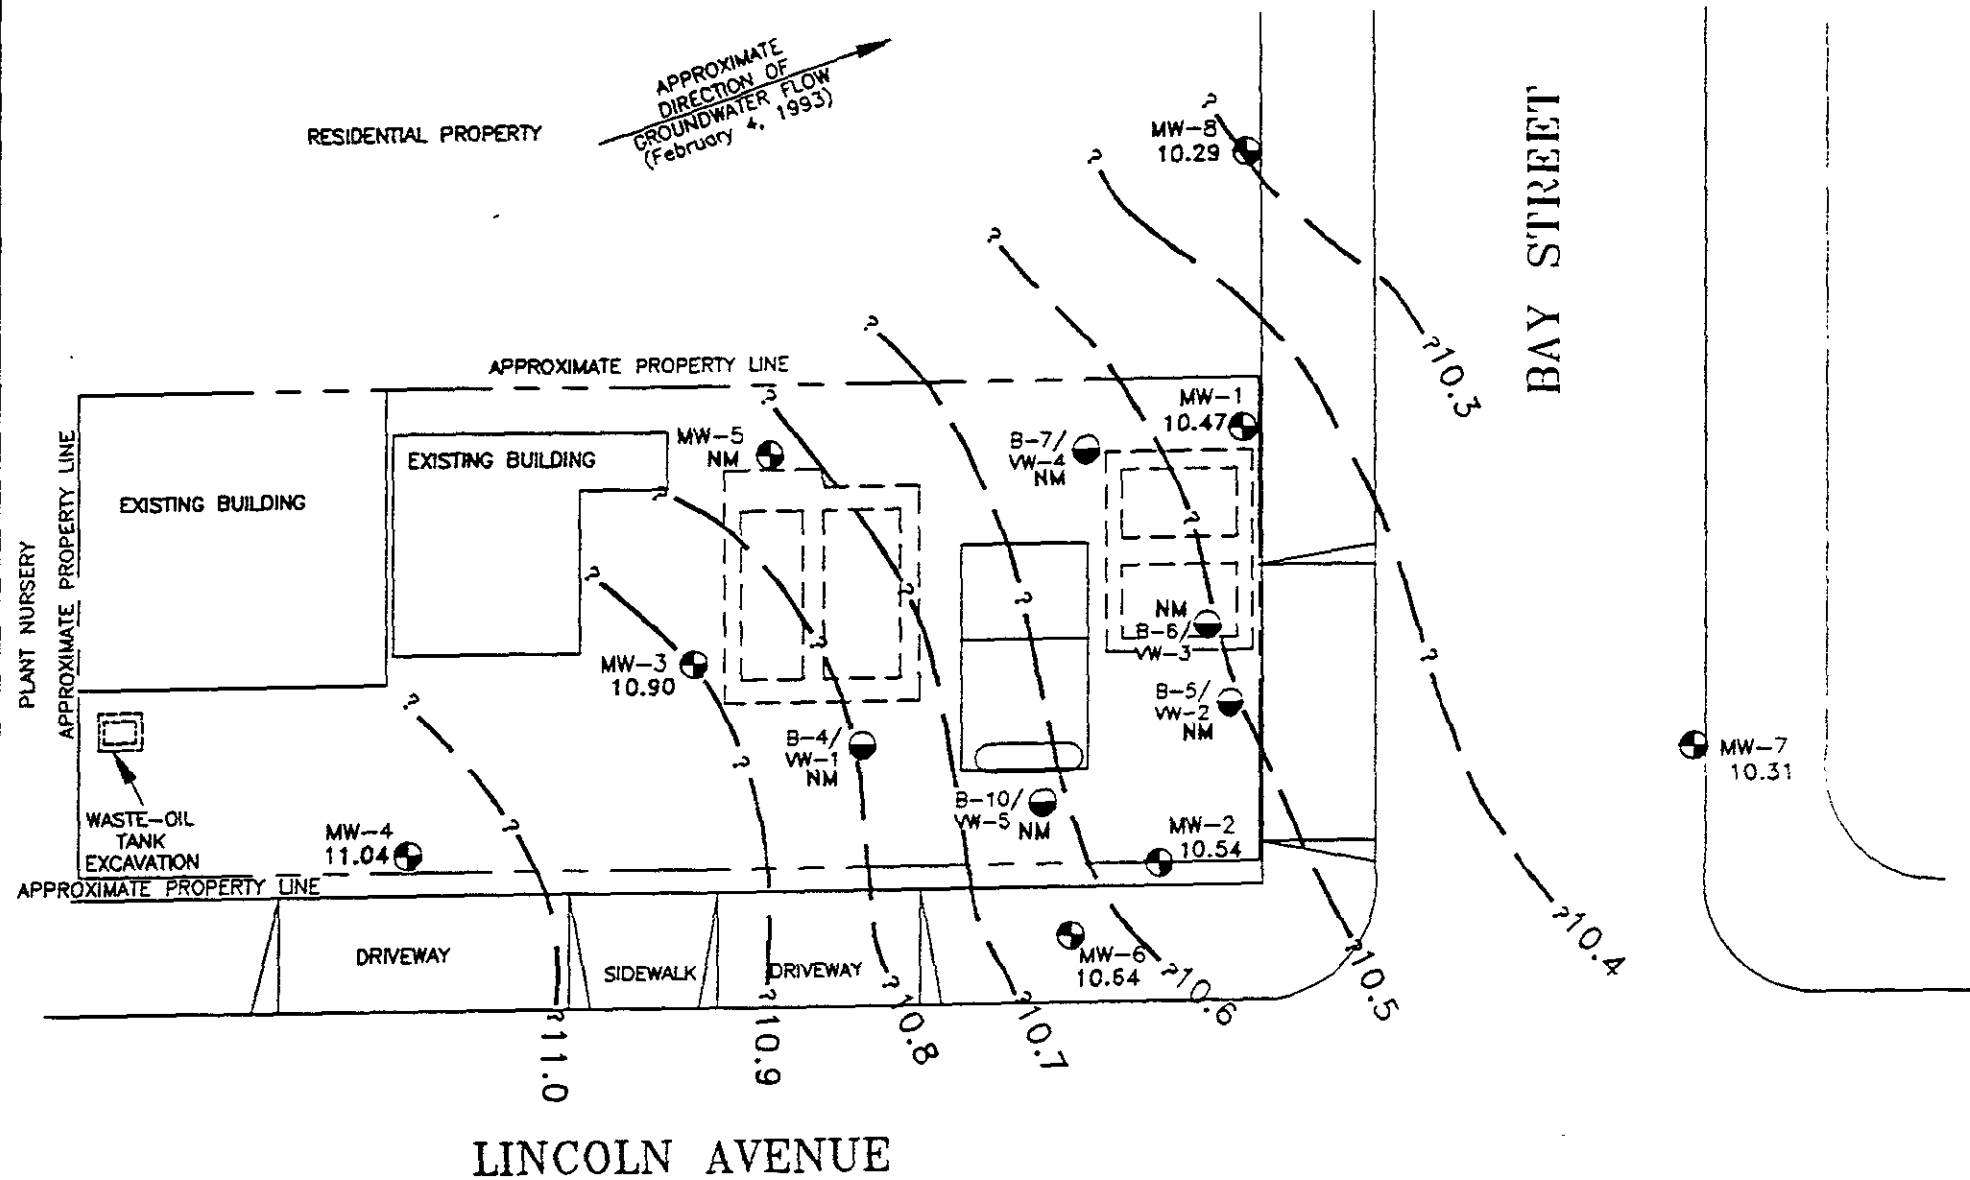 APPROXIMATE
DIRECTION OF
GROUNDWATER FLOW
(February 4, 1993)
RESIDENTIAL PROPERTY
MW-8
10.29
?
?
?
?
BAY STREET
?10.3
APPROXIMATE PROPERTY LINE
?
MW-1
10.47
MW-5
NM
B-7/
VW-4
NM
EXISTING BUILDING
EXISTING BUILDING
?
?
PLANT NURSERY
APPROXIMATE PROPERTY LINE
?
?
?
NM
B-6/
VW-3
?
?
MW-3
10.90
?
B-5/
VW-2
NM
B-4/
VW-1
NM
?
MW-7
10.31
B-10/
VW-5
NM
WASTE-OIL
TANK
EXCAVATION
?
MW-4
11.04
MW-2
10.54
APPROXIMATE PROPERTY LINE
DRIVEWAY
SIDEWALK
DRIVEWAY
MW-6
10.64
?11.0
?10.9
?10.8
?10.7
?10.6
?10.5
?10.4
LINCOLN AVENUE